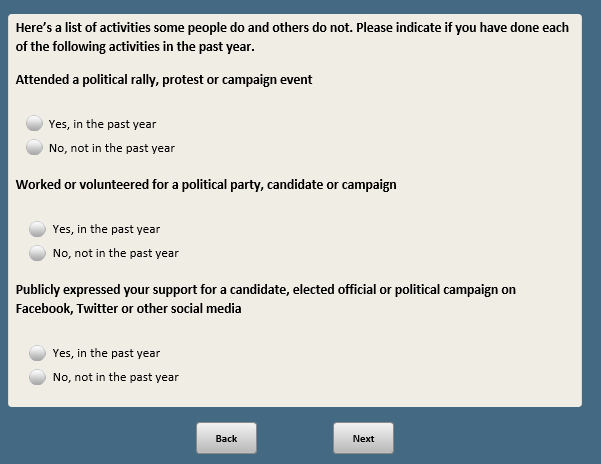 Here's a list of activities some people do and others do not. Please indicate if you have done each
of the following activities in the past year.
Attended a political rally, protest or campaign event
Yes, in the past year
No, not in the past year
Worked or volunteered for a political party, candidate or campaign
Yes, in the past year
No, not in the past year
Publicly expressed your support for a candidate, elected official or political campaign on
Facebook, Twitter or other social media
Yes, in the past year
No, not in the past year
Back
Next